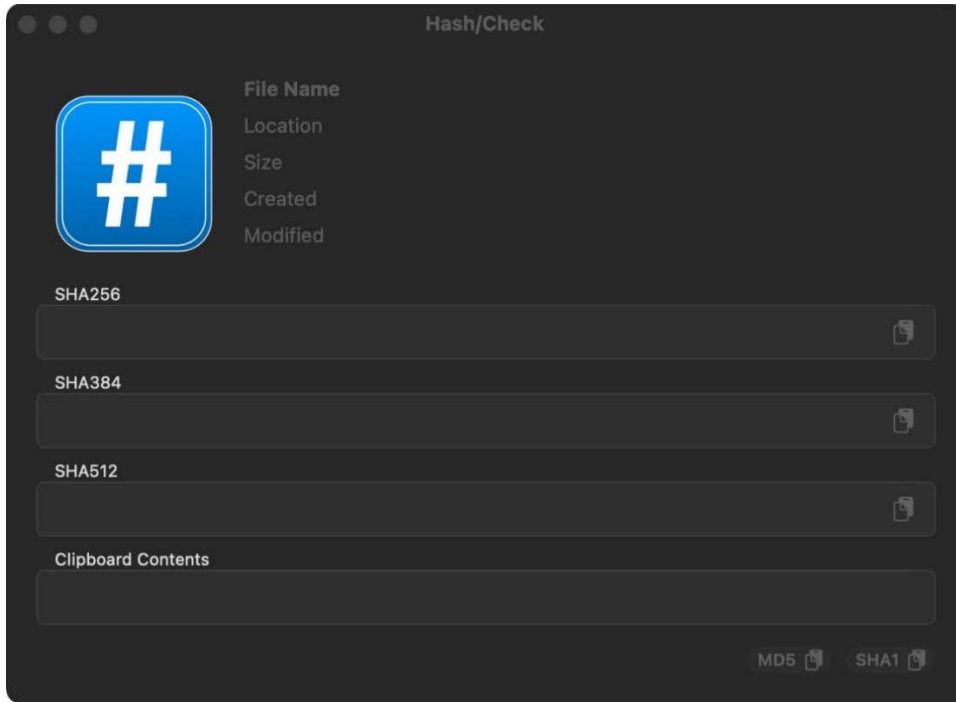 Hash/Check
#
File Name
Location
Size
Created
Modified
SHA256
SHA384
SHA512
Clipboard Contents
MD5 SHA1